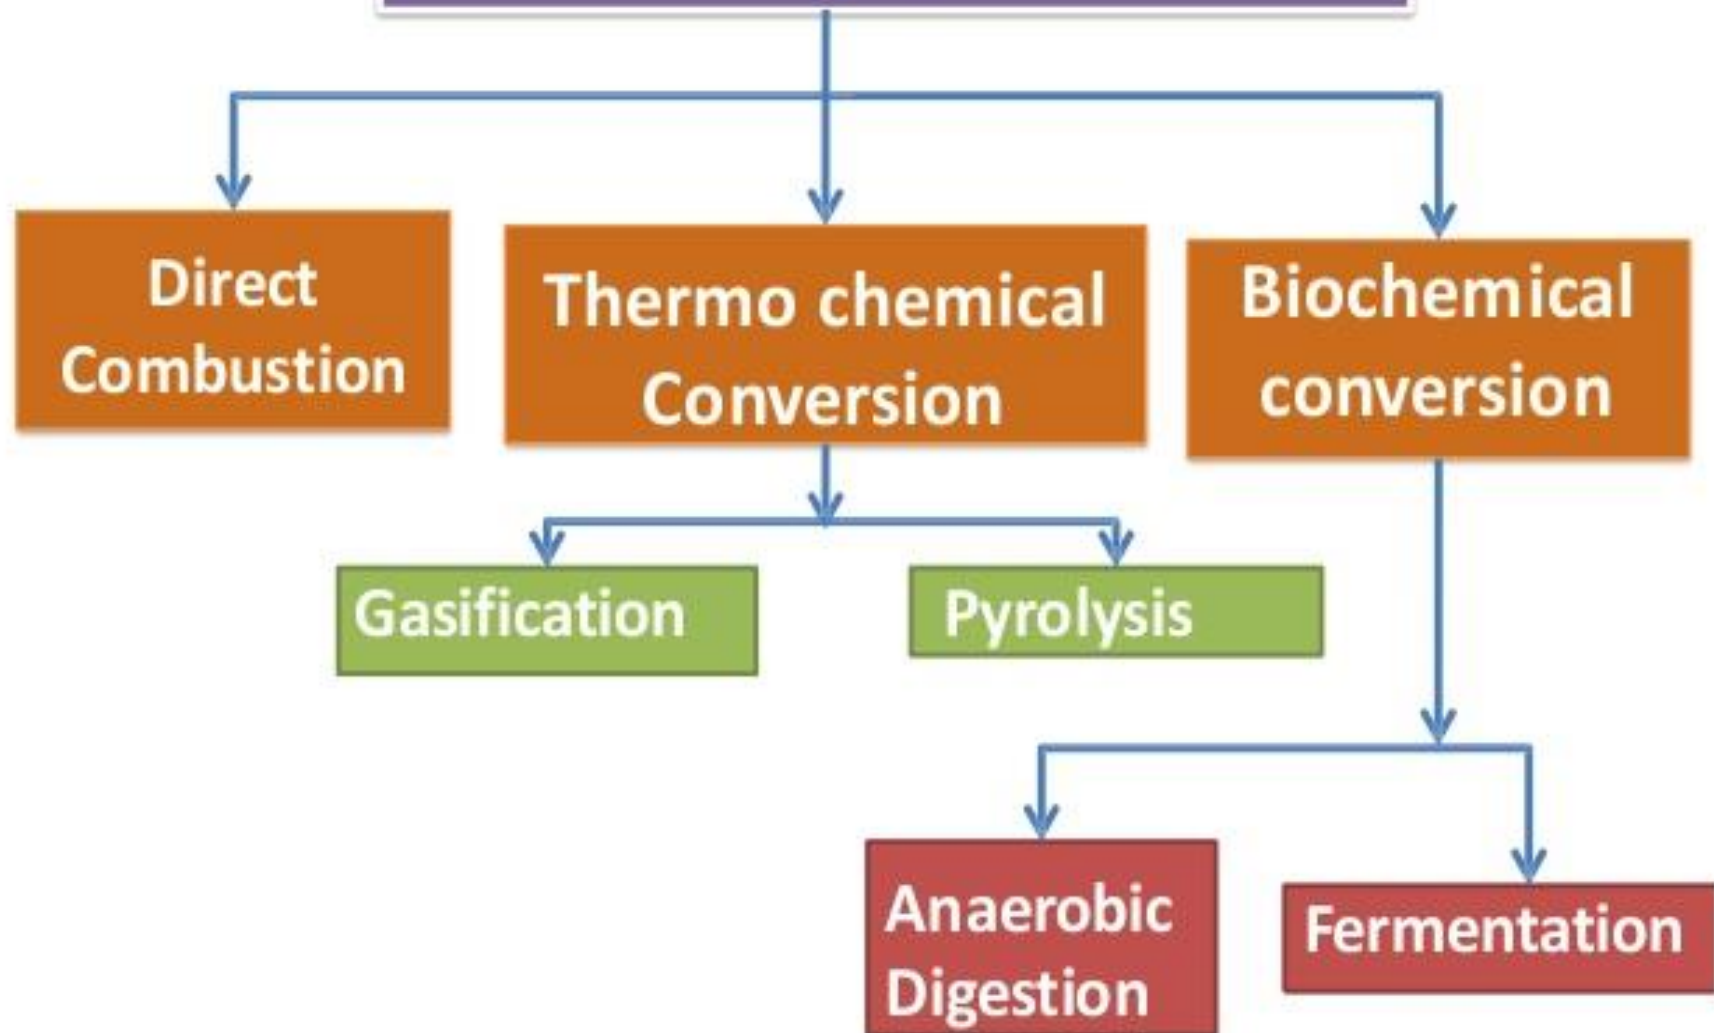 Direct
Combustion
Thermo chemical
Conversion
Biochemical
conversion
Gasification
Pyrolysis
Anaerobic
Digestion
Fermentation